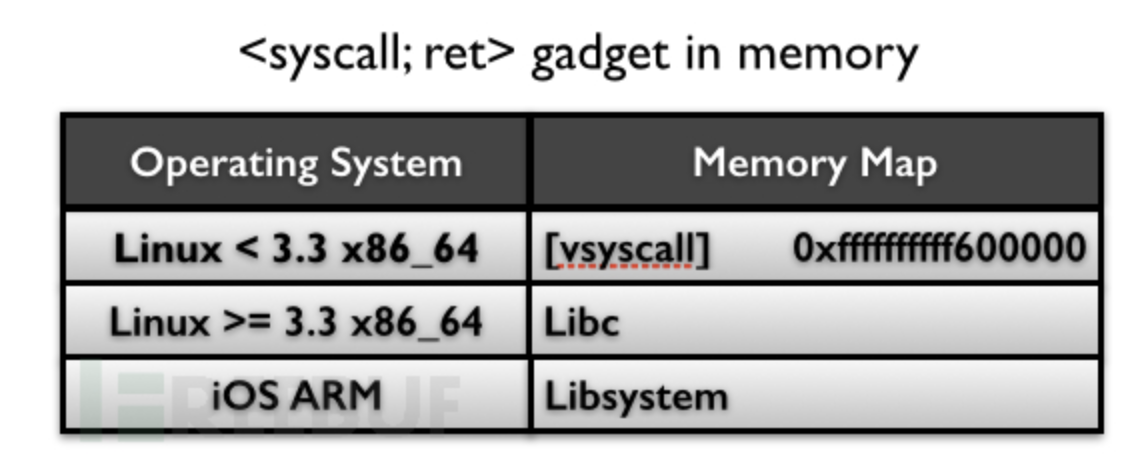 <syscall; ret> gadget in memory
Operating System Memory Map
Linux < 3.3 x86_64 [vsyscall] 0xffffffffff600000
Linux >= 3.3 x86_64 Libc
iOS ARM Libsystem
FREEBUF